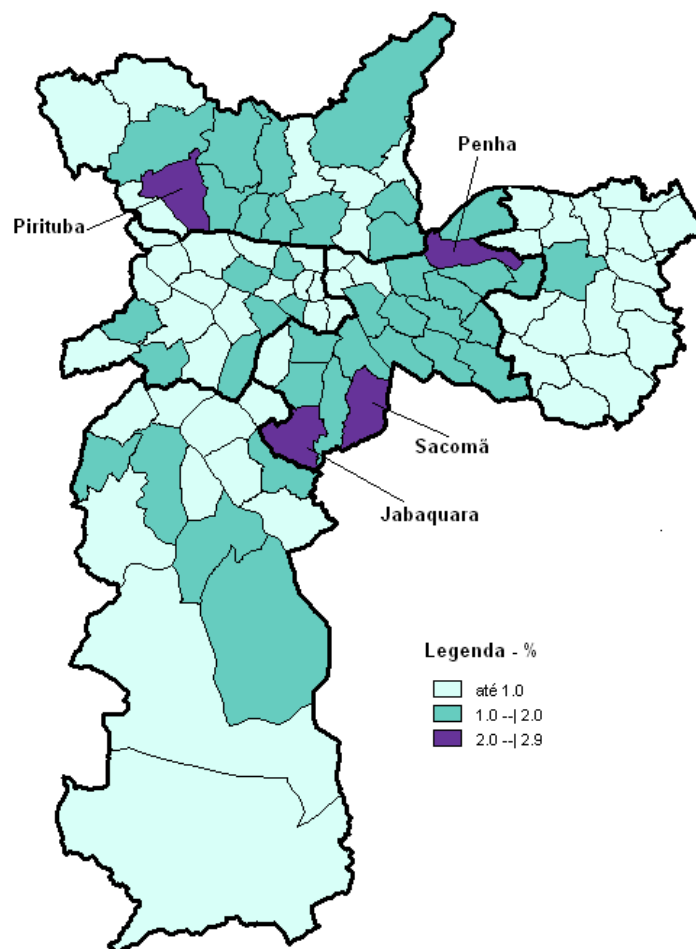 Penha
Pirituba
Sacomã
Jabaquara
Legenda - %
até 1.0
1.0 --| 2.0
2.0 --| 2.9